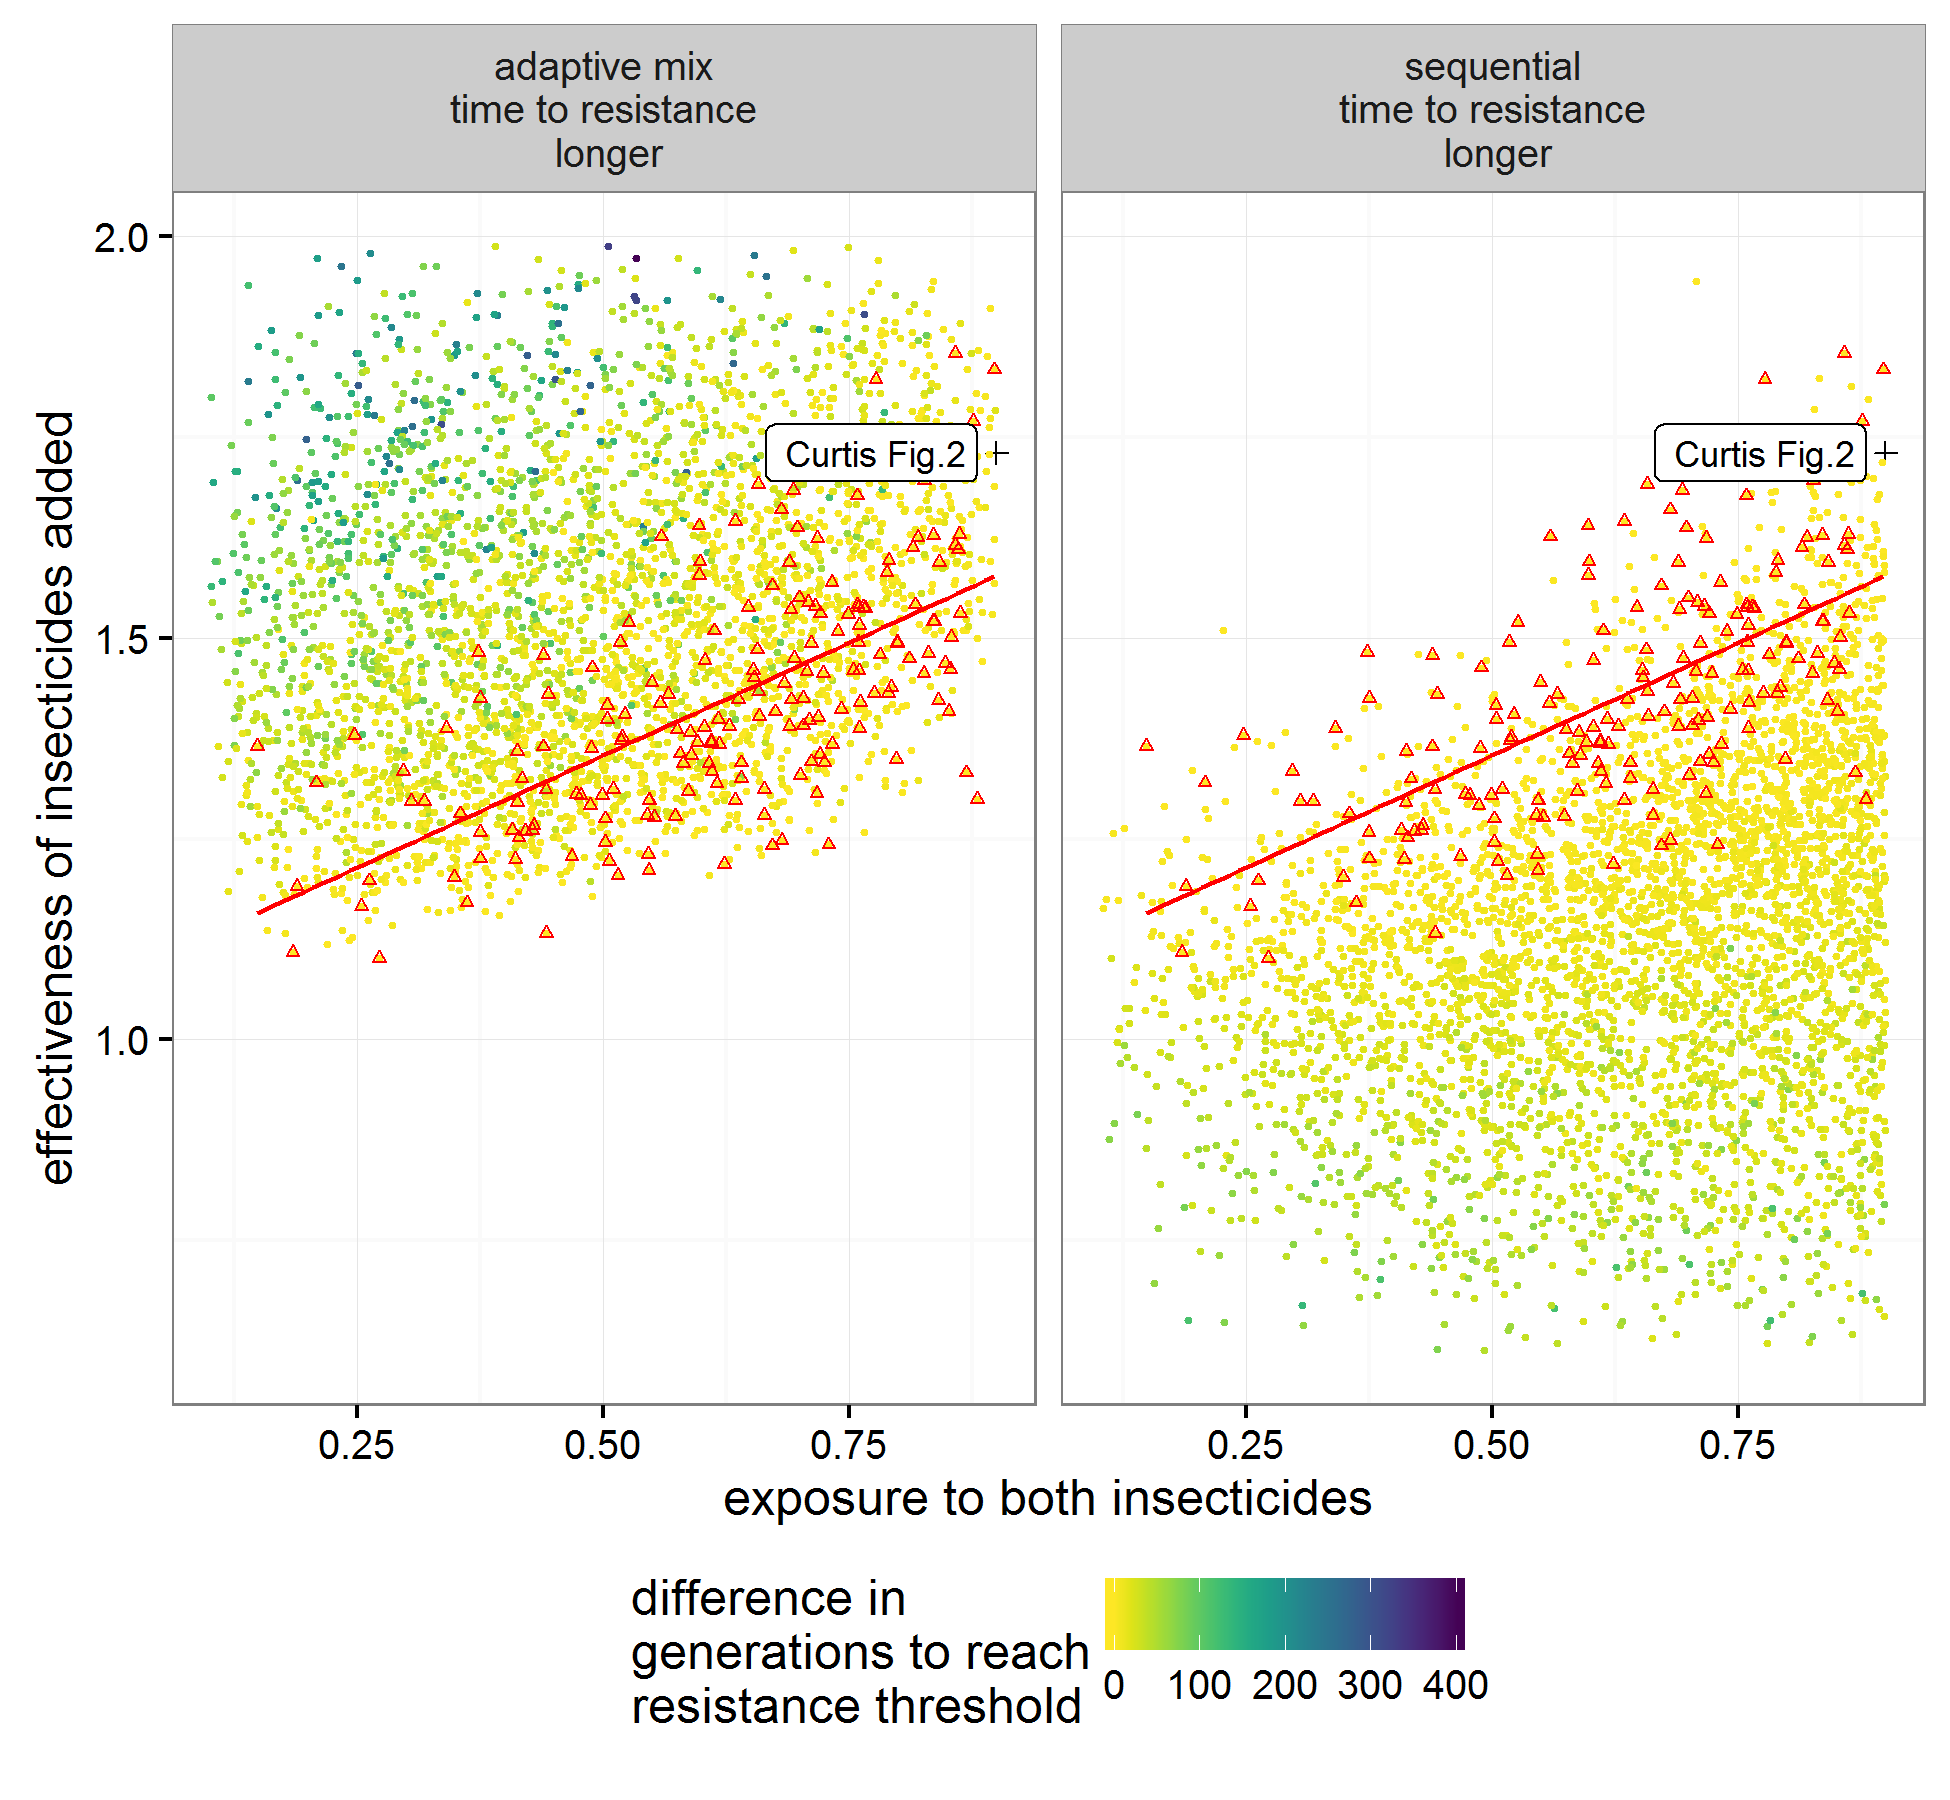 adaptive mix
time to resistance
longer
sequential
time to resistance
longer
2.0
1.5
1.0
effectiveness of insecticides added
Curtis Fig.2
Curtis Fig.2
0.25
0.50
0.75
0.25
0.50
0.75
exposure to both insecticides
difference in
generations to reach
resistance threshold
0
100
200
300
400